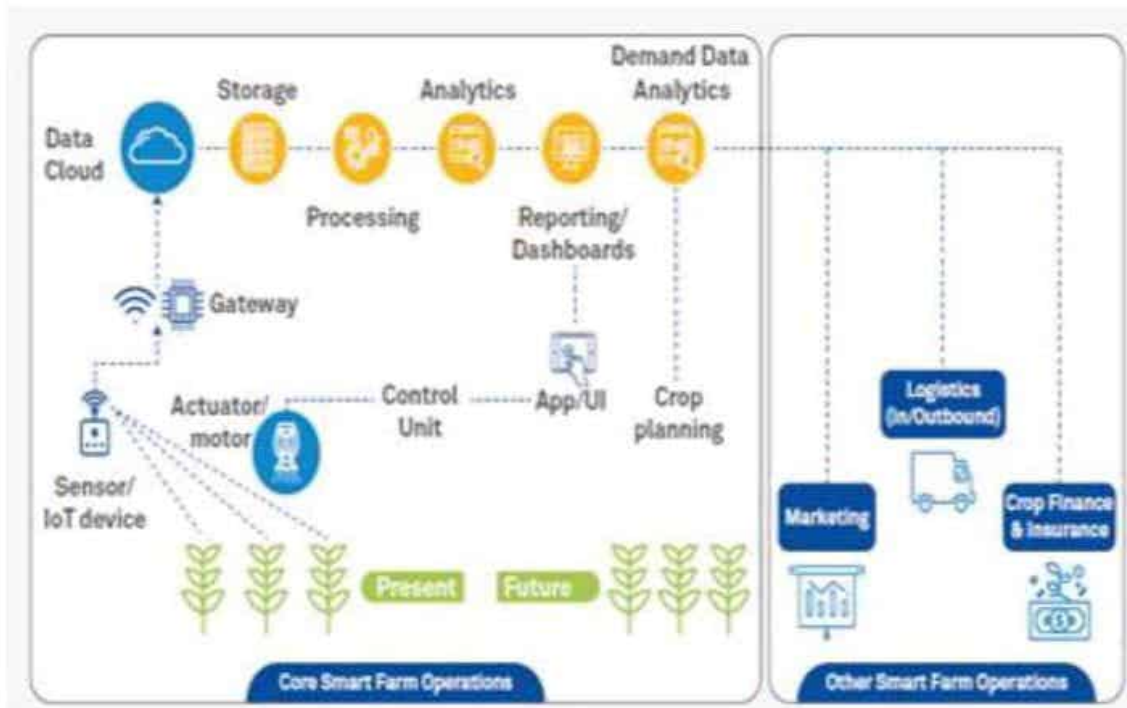 Demand Data
Analytics
Storage
Analytics
Data
Cloud
Processing
Reporting/
Dashboards
Gateway
Actuator/
motor
Control
Unit
App/UI
Crop
planning
Sensor/
IoT device
Present
Future
Core Smart Farm Operations
Logistics
(In/Outbound)
Marketing
Crop Finance
& Insurance
Other Smart Farm Operations